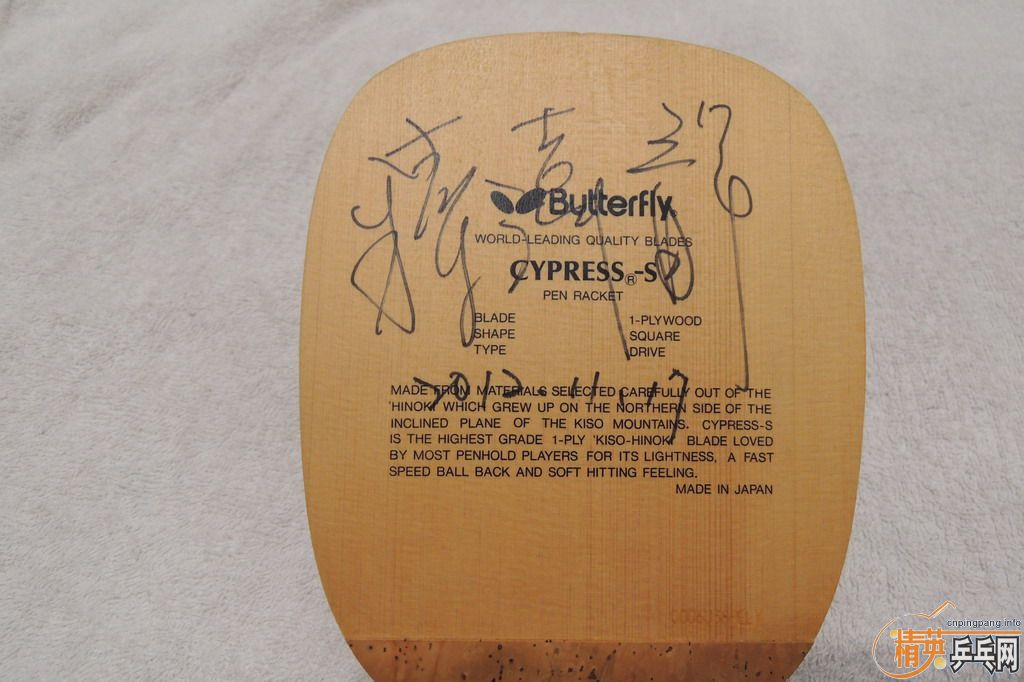 Butterfly
WORLD-LEADING QUALITY BLADES
CYPRESS®-S
PEN RACKET
BLADE 1-PLYWOOD
SHAPE SQUARE
TYPE DRIVE
2012.11.17
MADE FROM MATERIALS SELECTED CAREFULLY OUT OF THE
'HINOKI' WHICH GREW UP ON THE NORTHERN SIDE OF THE
INCLINED PLANE OF THE KISO MOUNTAINS. CYPRESS-S
IS THE HIGHEST GRADE 1-PLY 'KISO-HINOKI' BLADE LOVED
BY MOST PENHOLD PLAYERS FOR ITS LIGHTNESS, A FAST
SPEED BALL BACK AND SOFT HITTING FEELING.
MADE IN JAPAN
cnpingpang.info
精英乒乓网